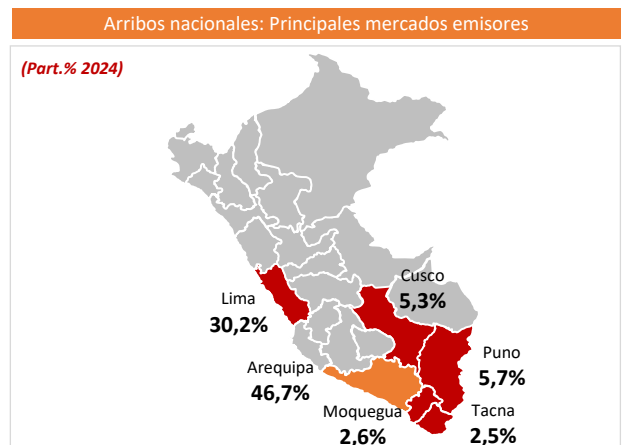 Arribos nacionales: Principales mercados emisores
(Part.% 2024)
Cusco
5,3%
Lima
30,2%
Puno
5,7%
Arequipa
46,7%
Moquegua
2,6%
Tacna
2,5%